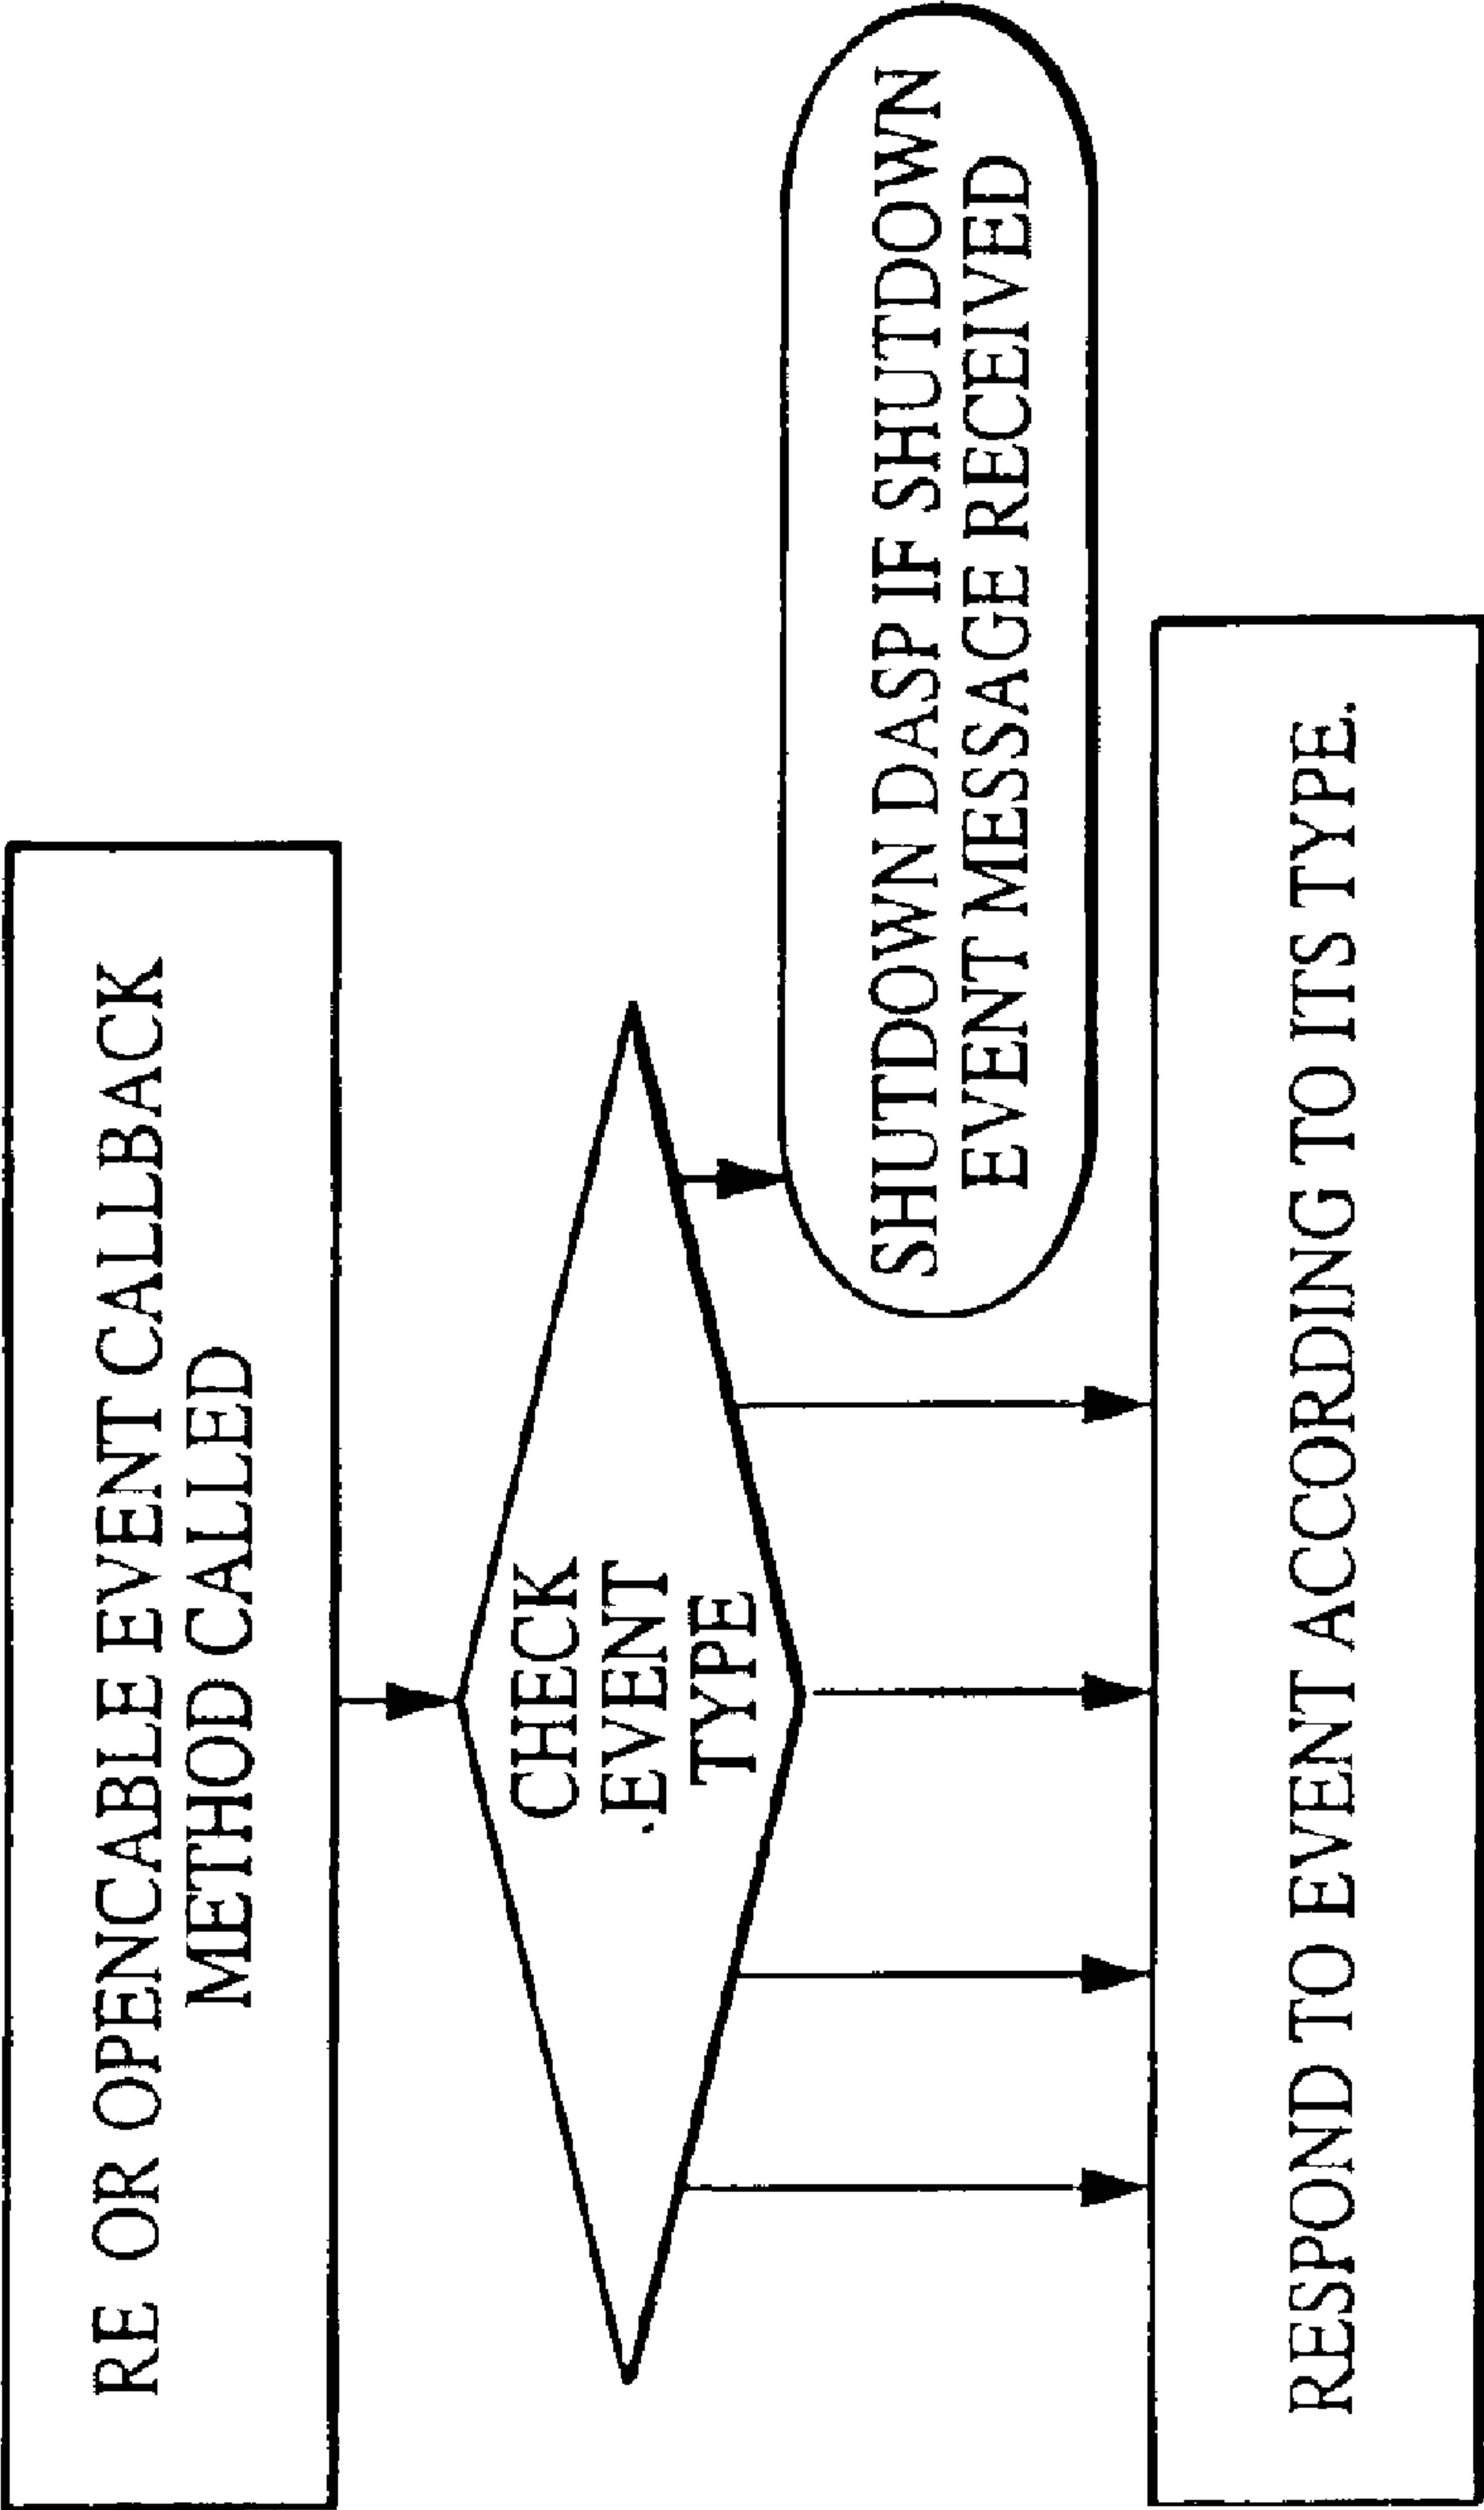 RE OR OPENCABLE EVENT CALLBACK
METHOD CALLED
CHECK
EVENT
TYPE
SHUTDOWN DASP IF SHUTDOWN
EVENT MESSAGE RECEIVED
RESPOND TO EVENT ACCORDING TO ITS TYPE.